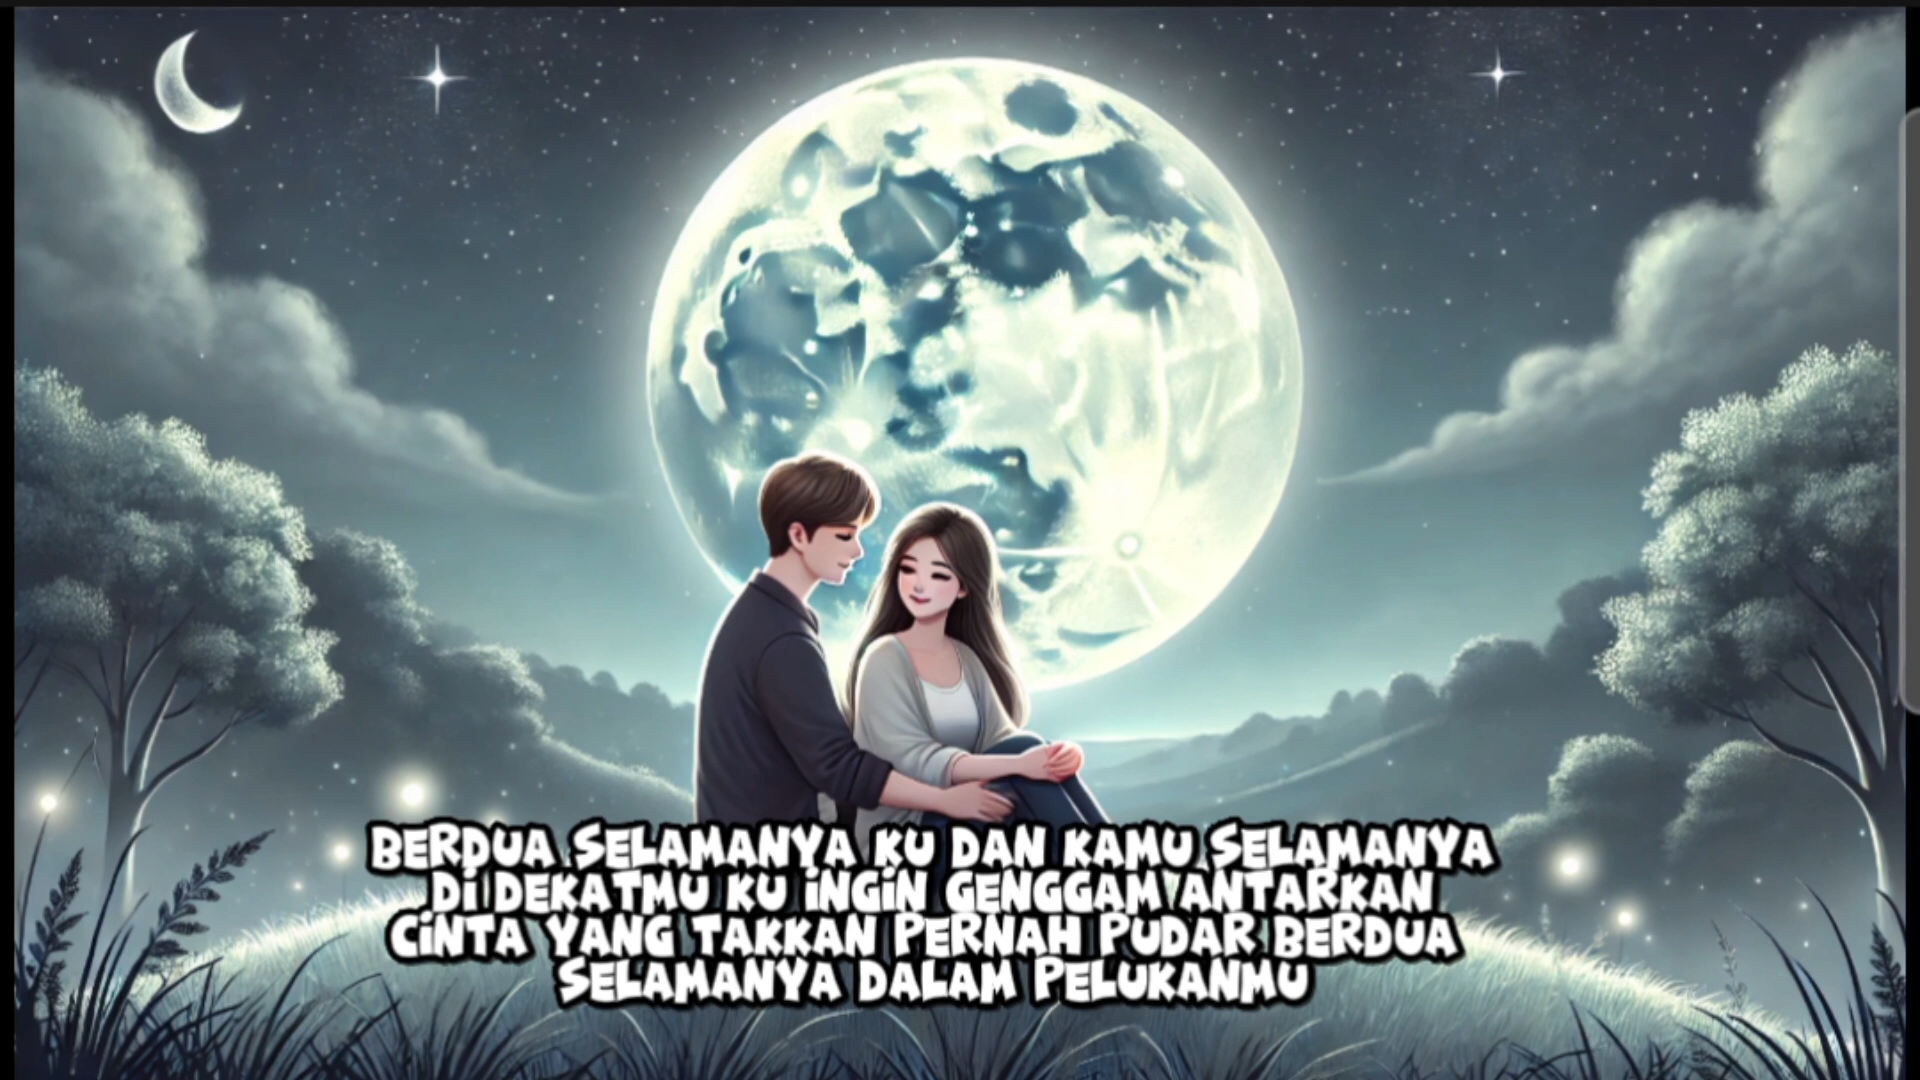 BERDUA SELAMANYA KU DAN KAMU SELAMANYA
Di DEKATMU KU iNGiN GENGGAM ANTARKAN
CiNTA YANG TAKKAN PERNAH PUDAR BERDUA
SELAMANYA DALAM PELUKANMU